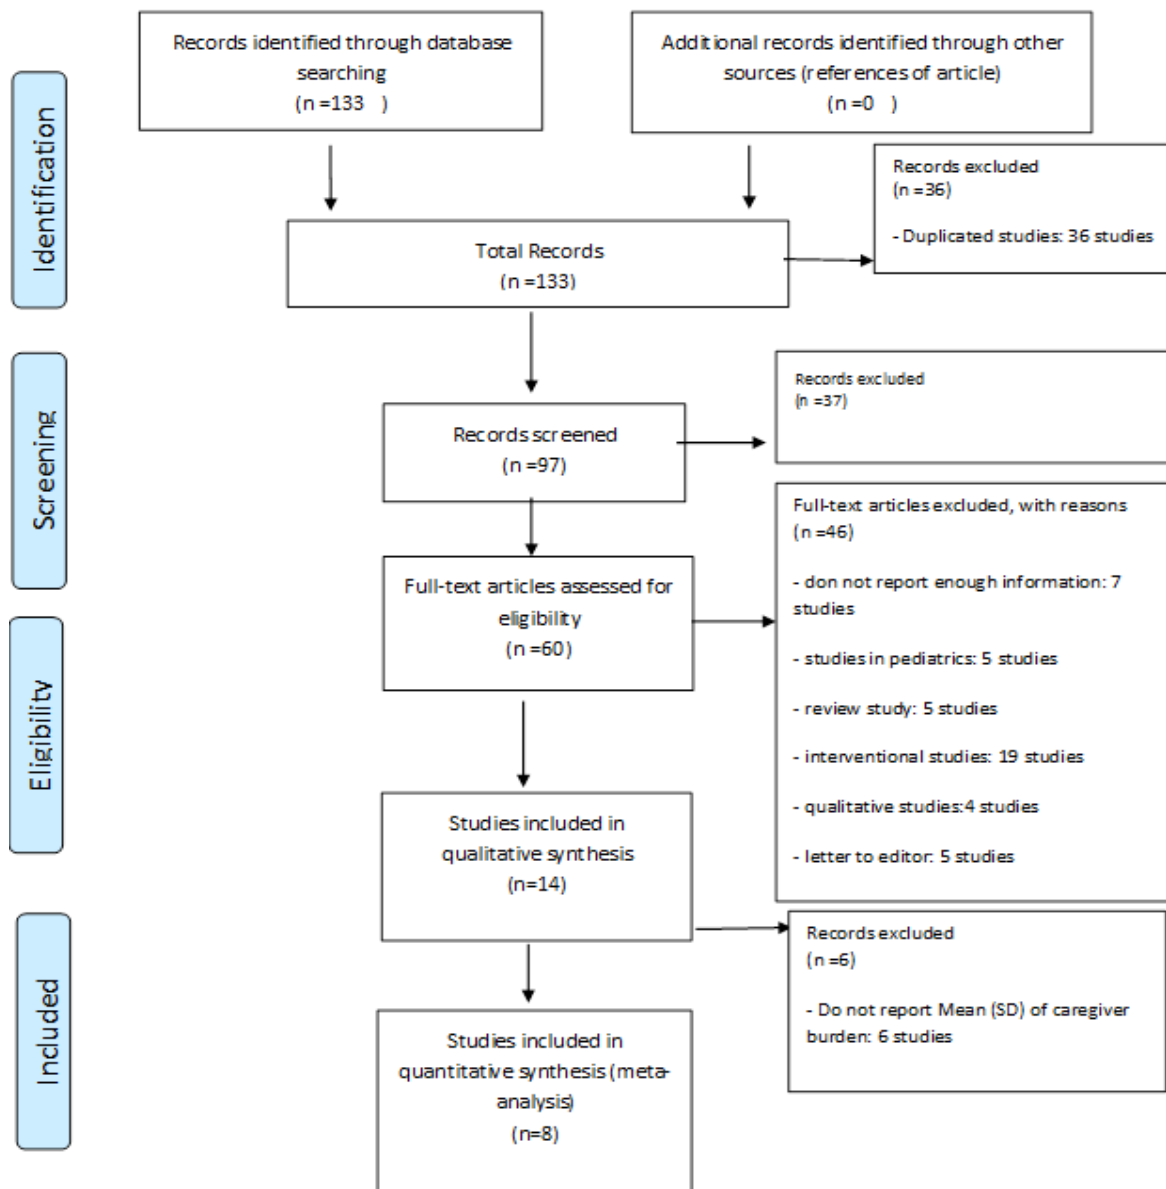 Records identified through database
searching
(n =133 )
Additional records identified through other
sources (references of article)
(n =0 )
Records excluded
(n =36)
- Duplicated studies: 36 studies
Identification
Total Records
(n =133)
Records excluded
(n =37)
Screening
Records screened
(n =97)
Full-text articles excluded, with reasons
(n =46)
- don not report enough information: 7
studies
- studies in pediatrics: 5 studies
- review study: 5 studies
- interventional studies: 19 studies
- qualitative studies:4 studies
- letter to editor: 5 studies
Full-text articles assessed for
eligibility
(n =60)
Eligibility
Studies included in
qualitative synthesis
(n=14)
Records excluded
(n =6)
- Do not report Mean (SD) of caregiver
burden: 6 studies
Included
Studies included in
quantitative synthesis (meta-
analysis)
(n=8)